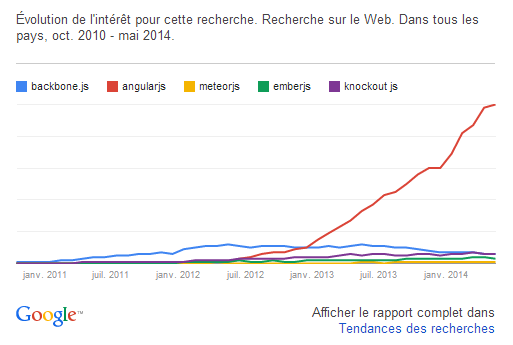 Évolution de l'intérêt pour cette recherche. Recherche sur le Web. Dans tous les
pays, oct. 2010 - mai 2014.
backbone.js angularjs meteorjs emberjs knockout js
janv. 2011 juil. 2011 janv. 2012 juil. 2012 janv. 2013 juil. 2013 janv. 2014
Google™ Afficher le rapport complet dans
Tendances des recherches